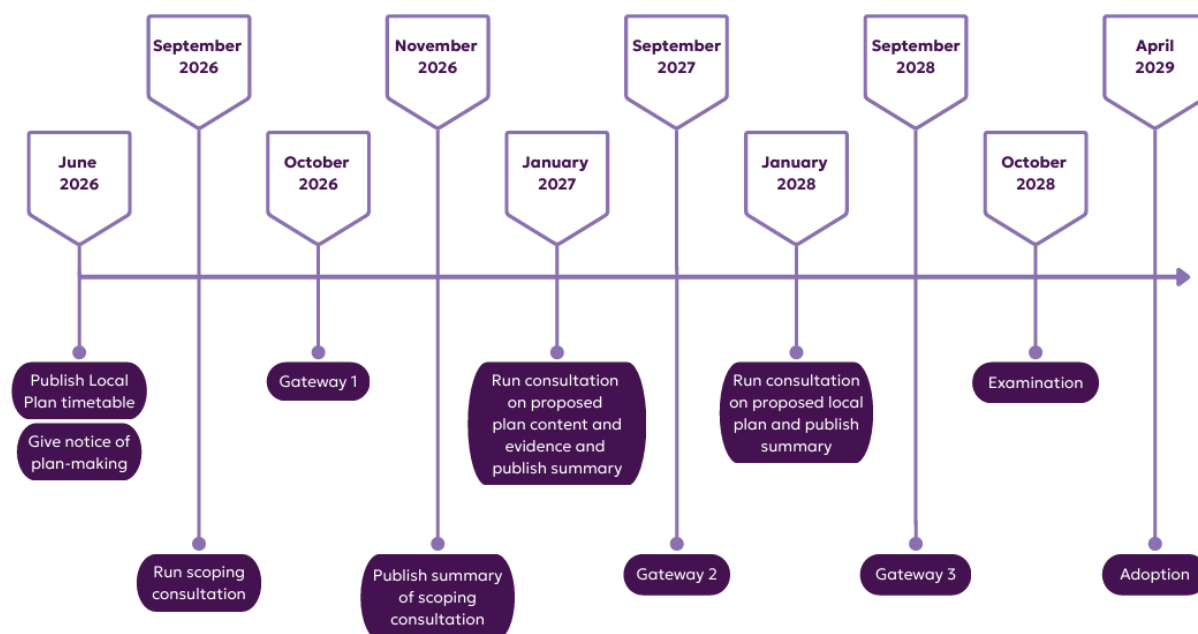 September
2026
November
2026
September
2027
September
2028
April
2029
June
2026
October
2026
January
2027
January
2028
October
2028
Publish Local
Plan timetable
Give notice of
plan-making
Gateway 1
Run consultation
on proposed
plan content and
evidence and
publish summary
Run consultation
on proposed local
plan and publish
summary
Examination
Run scoping
consultation
Publish summary
of scoping
consultation
Gateway 2
Gateway 3
Adoption